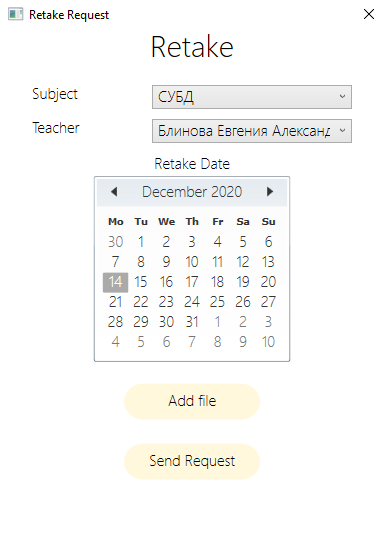 Retake Request
Retake
Subject СУБД
Teacher Блинова Евгения Александ
Retake Date
December 2020
Mo Tu We Th Fr Sa Su
30 1 2 3 4 5 6
7 8 9 10 11 12 13
14 15 16 17 18 19 20
21 22 23 24 25 26 27
28 29 30 31 1 2 3
4 5 6 7 8 9 10
Add file
Send Request